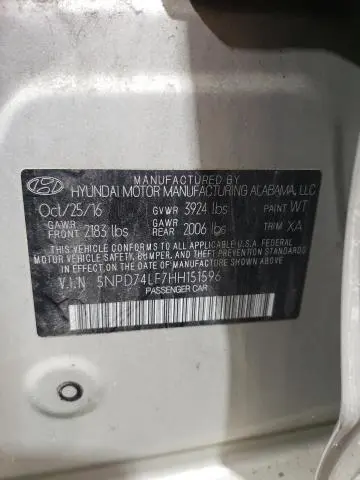 MANUFACTURED BY
HYUNDAI MOTOR MANUFACTURING ALABAMA, LLC
Oct/25/16 GVWR 3924 lbs PAINT WT
GAWR FRONT 2183 lbs GAWR REAR 2006 lbs TRIM XA
THIS VEHICLE CONFORMS TO ALL APPLICABLE U.S.A. FEDERAL
MOTOR VEHICLE SAFETY, BUMPER, AND THEFT PREVENTION
STANDARDS IN EFFECT ON THE DATE OF MANUFACTURE SHOWN ABOVE.
V.I.N 5NPD74LF7HH151596
PASSENGER CAR